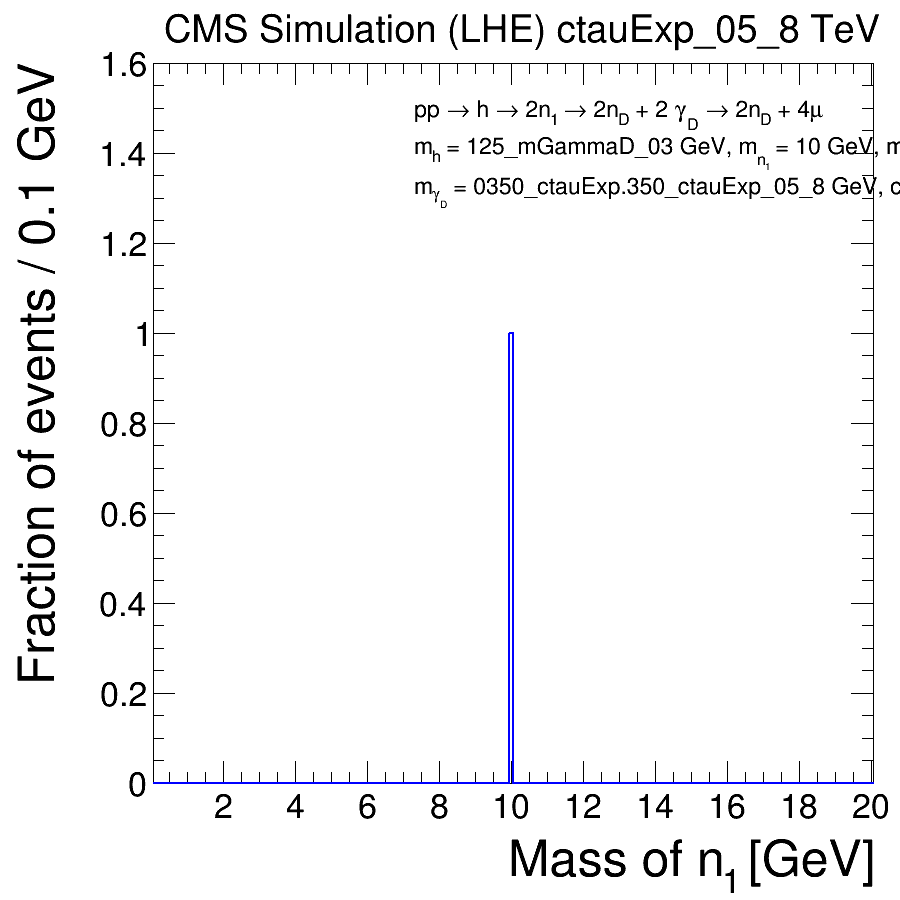 CMS Simulation (LHE) ctauExp_05_8 TeV
pp → h → 2n1 → 2nD + 2 γD → 2nD + 4μ
mh = 125_mGammaD_03 GeV, mn1 = 10 GeV, m
mγD = 0350_ctauExp.350_ctauExp_05_8 GeV, c
Fraction of events / 0.1 GeV
1.6
1.4
1.2
1
0.8
0.6
0.4
0.2
0
2 4 6 8 10 12 14 16 18 20
Mass of n1 [GeV]